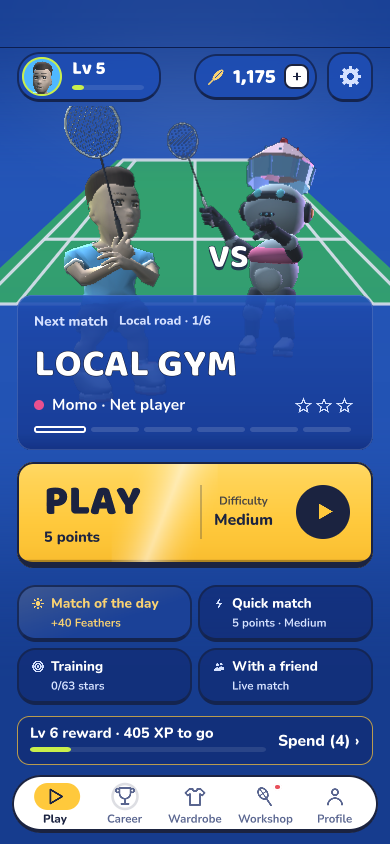 Lv 5
1,175
+
VS
Next match Local road · 1/6
LOCAL GYM
Momo · Net player
PLAY
5 points
Difficulty
Medium
Match of the day
+40 Feathers
Quick match
5 points · Medium
Training
0/63 stars
With a friend
Live match
Lv 6 reward · 405 XP to go
Spend (4) ›
Play
Career
Wardrobe
Workshop
Profile